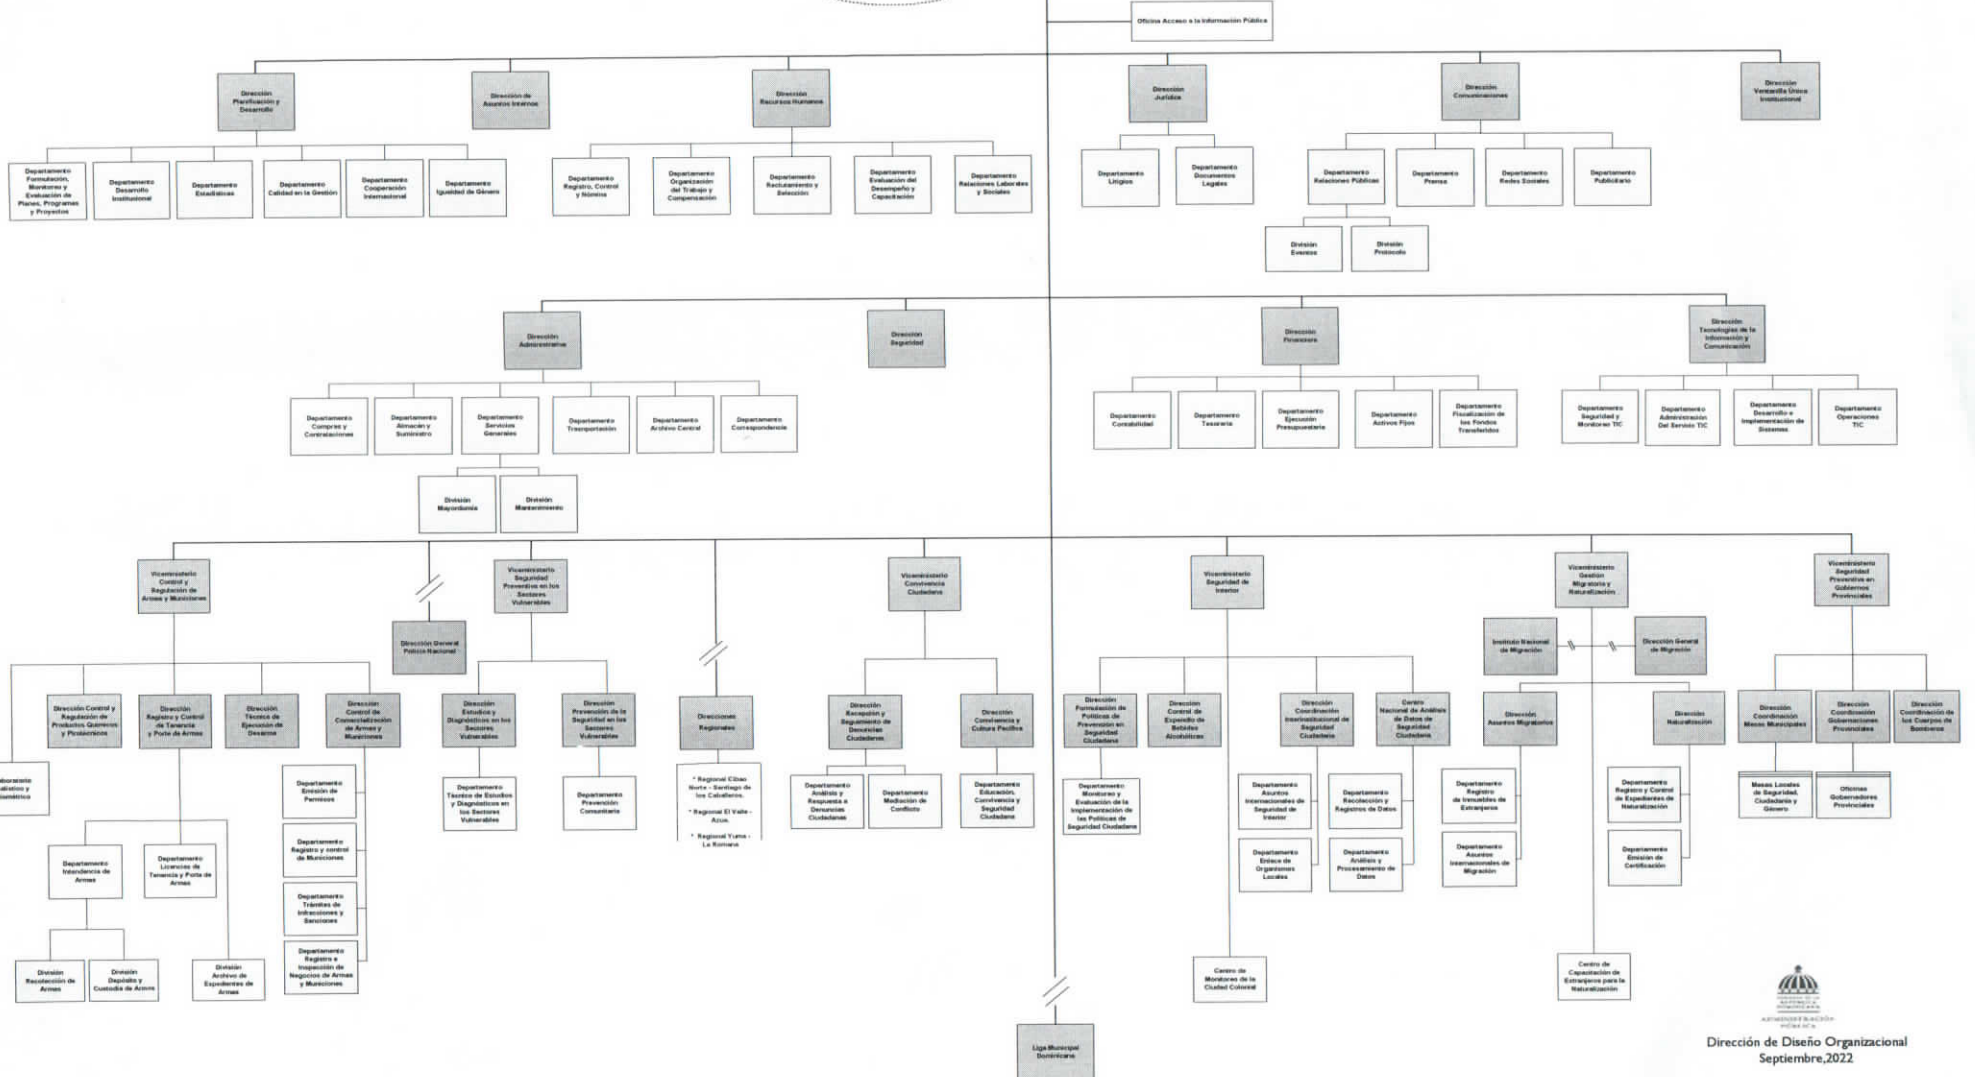 Oficina Acceso a la Información Pública
Dirección
Planificación y
Desarrollo
Dirección de
Asuntos Internos
Dirección
Recursos Humanos
Dirección
Jurídica
Dirección
Comunicaciones
Dirección
Ventanilla Única
Institucional
Departamento
Formulación,
Monitoreo y
Evaluación de
Planes, Programas
y Proyectos
Departamento
Desarrollo
Institucional
Departamento
Estadísticas
Departamento
Calidad en la Gestión
Departamento
Cooperación
Internacional
Departamento
Igualdad de Género
Departamento
Registro, Control
y Nómina
Departamento
Organización
del Trabajo y
Compensación
Departamento
Reclutamiento y
Selección
Departamento
Evaluación del
Desempeño y
Capacitación
Departamento
Relaciones Laborales
y Sociales
Departamento
Litigios
Departamento
Documentos
Legales
Departamento
Relaciones Públicas
Departamento
Prensa
Departamento
Redes Sociales
Departamento
Publicitario
División
Eventos
División
Protocolo
Dirección
Administrativa
Dirección
Seguridad
Dirección
Financiera
Dirección
Tecnologías de la
Información y
Comunicación
Departamento
Compras y
Contrataciones
Departamento
Almacén y
Suministro
Departamento
Servicios
Generales
Departamento
Transportación
Departamento
Archivo Central
Departamento
Correspondencia
Departamento
Contabilidad
Departamento
Tesorería
Departamento
Ejecución
Presupuestaria
Departamento
Activos Fijos
Departamento
Fiscalización de
los Fondos
Transferidos
Departamento
Seguridad y
Monitoreo TIC
Departamento
Administración
Del Servicio TIC
Departamento
Desarrollo e
Implementación de
Sistemas
Departamento
Operaciones
TIC
División
Mayordomía
División
Mantenimiento
Viceministerio
Control y
Regulación de
Armas y Municiones
Viceministerio
Seguridad
Preventiva en los
Sectores
Vulnerables
Viceministerio
Convivencia
Ciudadana
Viceministerio
Seguridad de
Interior
Viceministerio
Gestión
Migratoria y
Naturalización
Viceministerio
Seguridad
Preventiva en
Gobiernos
Provinciales
Dirección General
Policía Nacional
Instituto Nacional
de Migración
Dirección General
de Migración
Dirección Control y
Regulación de
Productos Químicos
y Pirotécnicos
Dirección
Registro y Control
de Tenencia
y Porte de Armas
Dirección
Técnica de
Ejecución de
Desarme
Dirección
Control de
Comercialización
de Armas y
Municiones
Dirección
Estudios y
Diagnósticos en los
Sectores
Vulnerables
Dirección
Prevención de la
Seguridad en los
Sectores
Vulnerables
Direcciones
Regionales
Dirección
Recepción y
Seguimiento de
Denuncias
Ciudadanas
Dirección
Convivencia y
Cultura Pacífica
Dirección
Formulación de
Políticas de
Prevención en
Seguridad
Ciudadana
Dirección
Control de
Expendio de
Bebidas
Alcohólicas
Dirección
Coordinación
Interinstitucional de
Seguridad
Ciudadana
Centro
Nacional de Análisis
de Datos de
Seguridad
Ciudadana
Dirección
Asuntos Migratorios
Dirección
Naturalización
Dirección
Coordinación
Mesas Municipales
Dirección
Coordinación
Gobernaciones
Provinciales
Dirección
Coordinación de
los Cuerpos de
Bomberos
Departamento
Emisión de
Permisos
Departamento
Técnico de Estudios
y Diagnósticos en
los Sectores
Vulnerables
Departamento
Prevención
Comunitaria
* Regional Cibao
Norte - Santiago de
los Caballeros.
* Regional El Valle -
Azua.
* Regional Yuma -
La Romana
Departamento
Análisis y
Respuesta a
Denuncias
Ciudadanas
Departamento
Mediación de
Conflicto
Departamento
Educación,
Convivencia y
Seguridad
Ciudadana
Departamento
Monitoreo y
Evaluación de la
Implementación de
las Políticas de
Seguridad Ciudadana
Departamento
Asuntos
Internacionales de
Seguridad de
Interior
Departamento
Recolección y
Registros de Datos
Departamento
Registro
de Inmuebles de
Extranjeros
Departamento
Registro y Control
de Expedientes de
Naturalización
Mesas Locales
de Seguridad,
Ciudadanía y
Género
Oficinas
Gobernadores
Provinciales
Departamento
Intendencia de
Armas
Departamento
Licencias de
Tenencia y Porte de
Armas
Departamento
Registro y control
de Municiones
Departamento
Enlace de
Organismos
Locales
Departamento
Análisis y
Procesamiento de
Datos
Departamento
Asuntos
Internacionales de
Migración
Departamento
Emisión de
Certificación
Departamento
Trámites de
Infracciones y
Sanciones
División
Recolección de
Armas
División
Depósito y
Custodia de Armas
División
Archivo de
Expedientes de
Armas
Departamento
Registro e
Inspección de
Negocios de Armas
y Municiones
Centro de
Monitoreo de la
Ciudad Colonial
Centro de
Capacitación de
Extranjeros para la
Naturalización
Liga Municipal
Dominicana
GOBIERNO DE LA
REPÚBLICA
DOMINICANA
ADMINISTRACIÓN
PÚBLICA
Dirección de Diseño Organizacional
Septiembre,2022